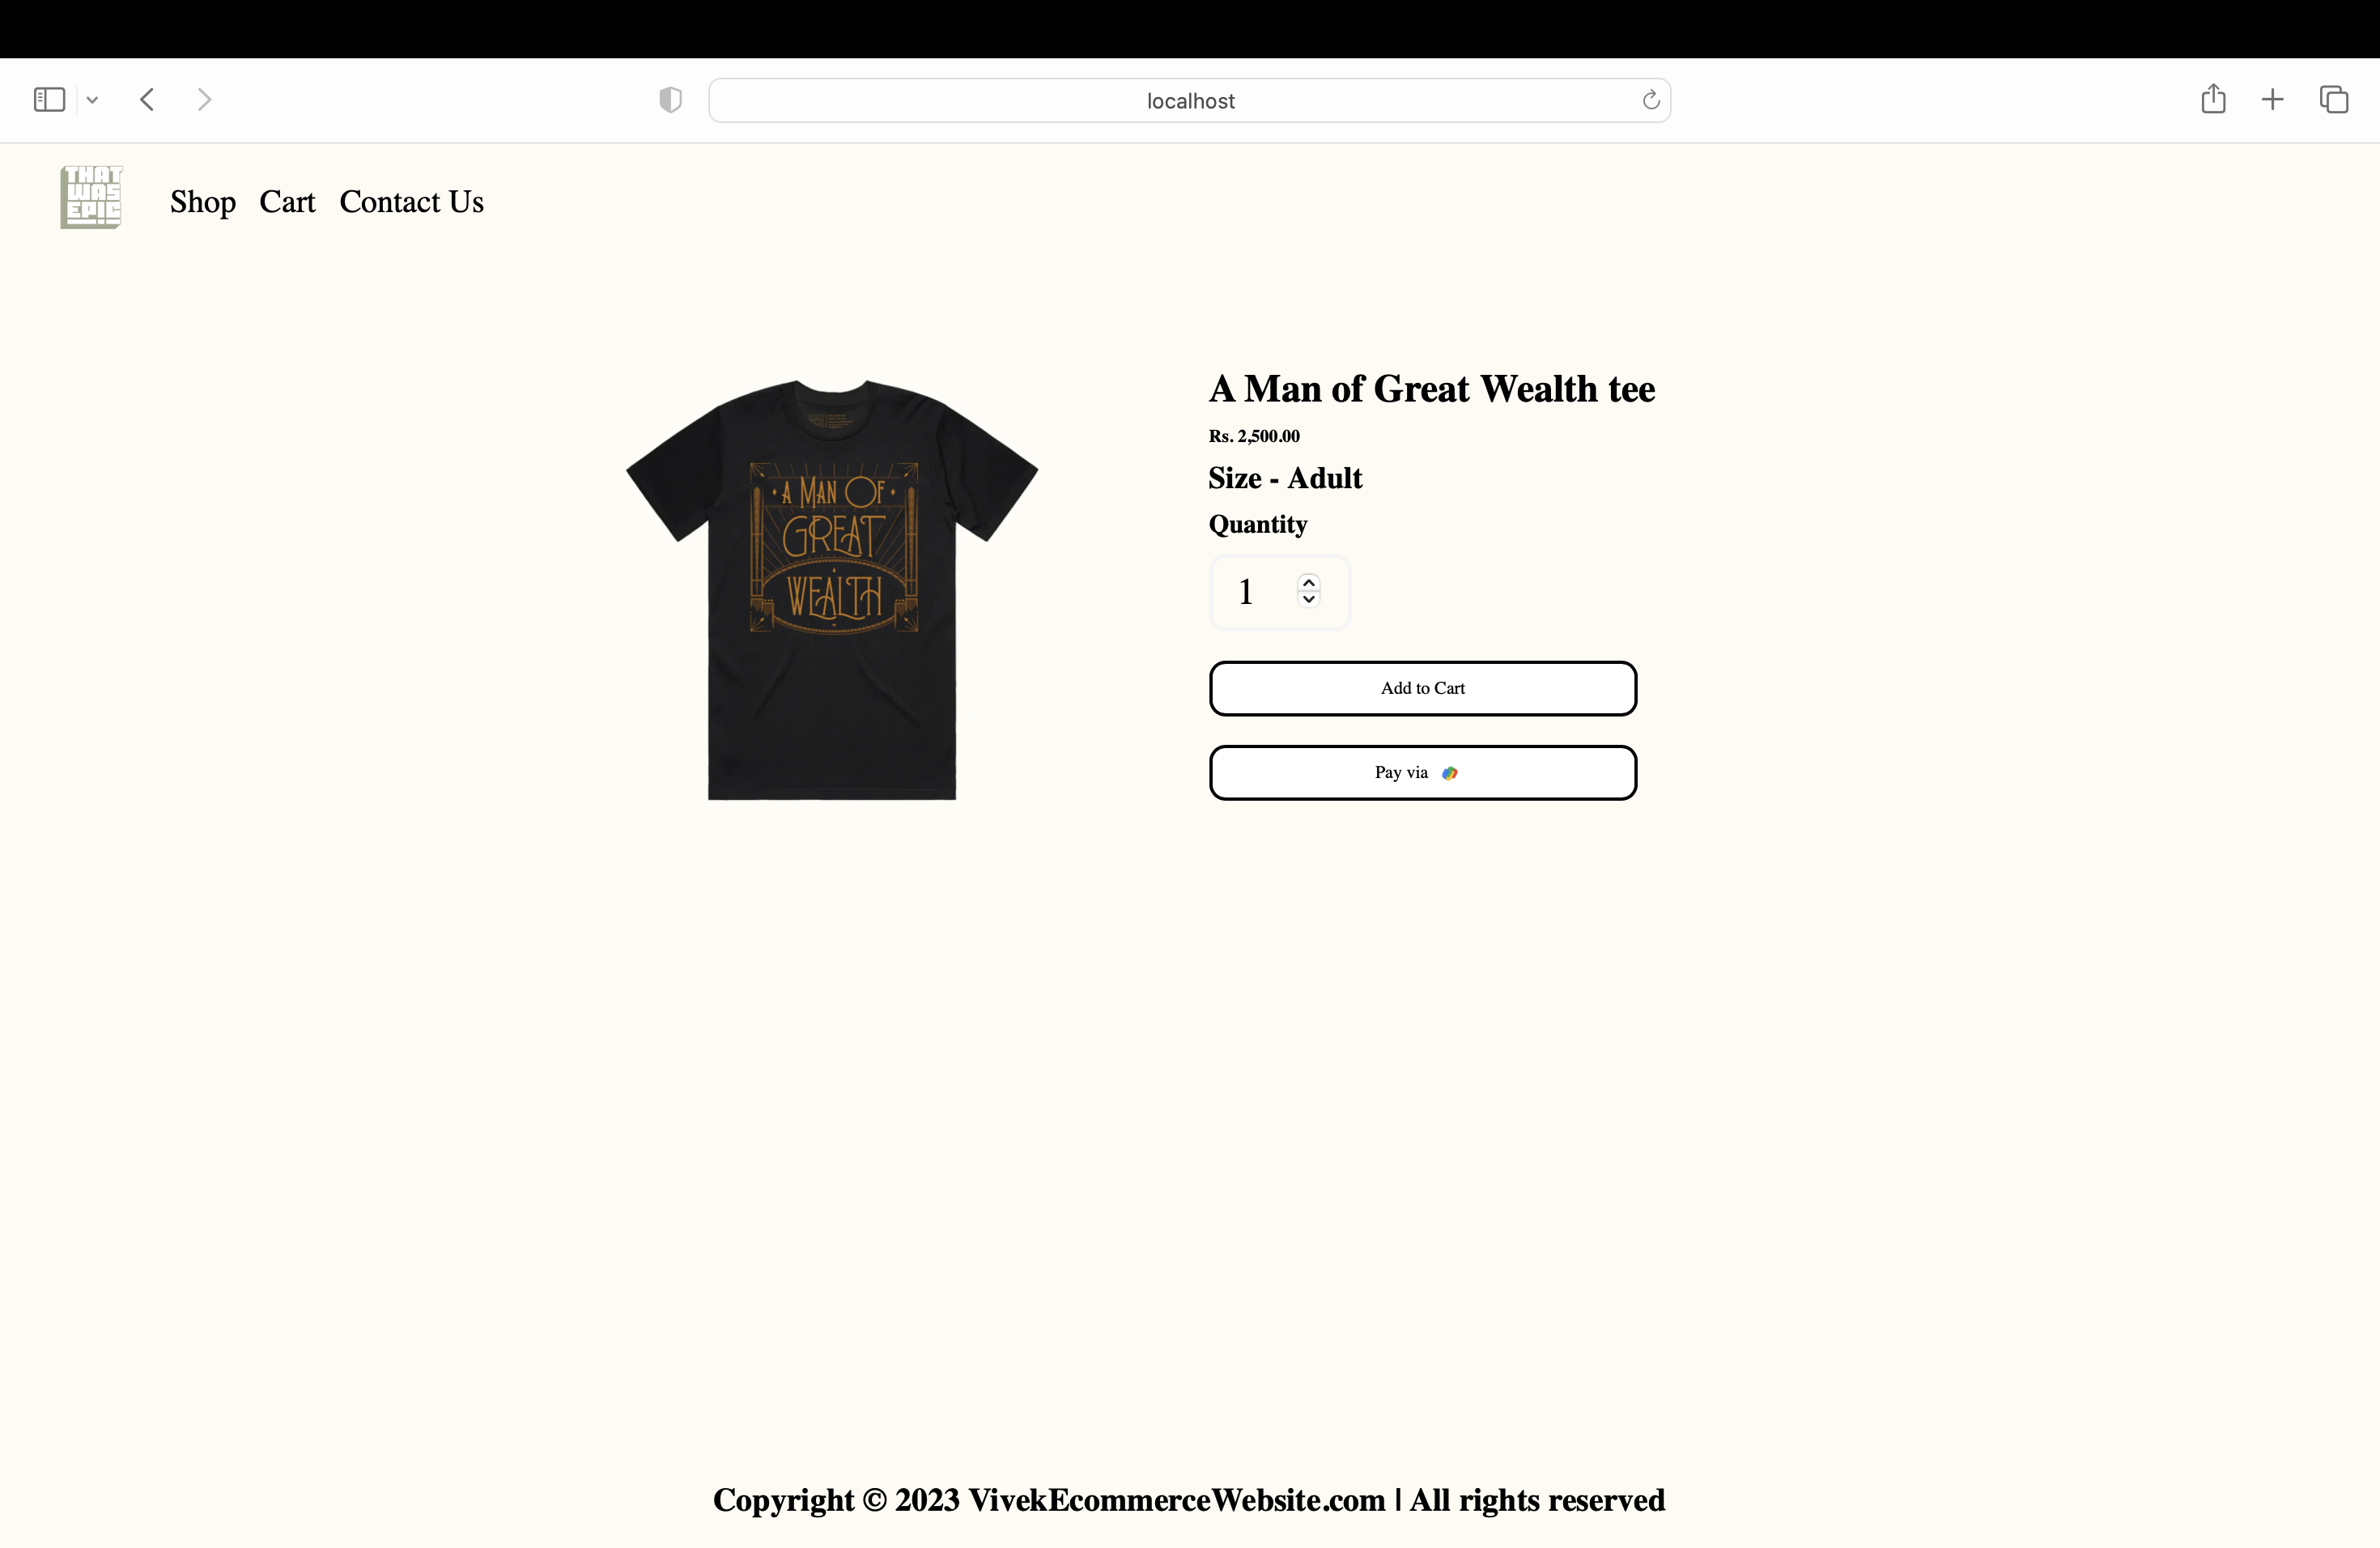 localhost
THAT
WAS
EPIC
Shop Cart Contact Us
A MAN OF
GREAT
WEALTH
A Man of Great Wealth tee
Rs. 2,500.00
Size - Adult
Quantity
1
Add to Cart
Pay via
Copyright © 2023 VivekEcommerceWebsite.com | All rights reserved